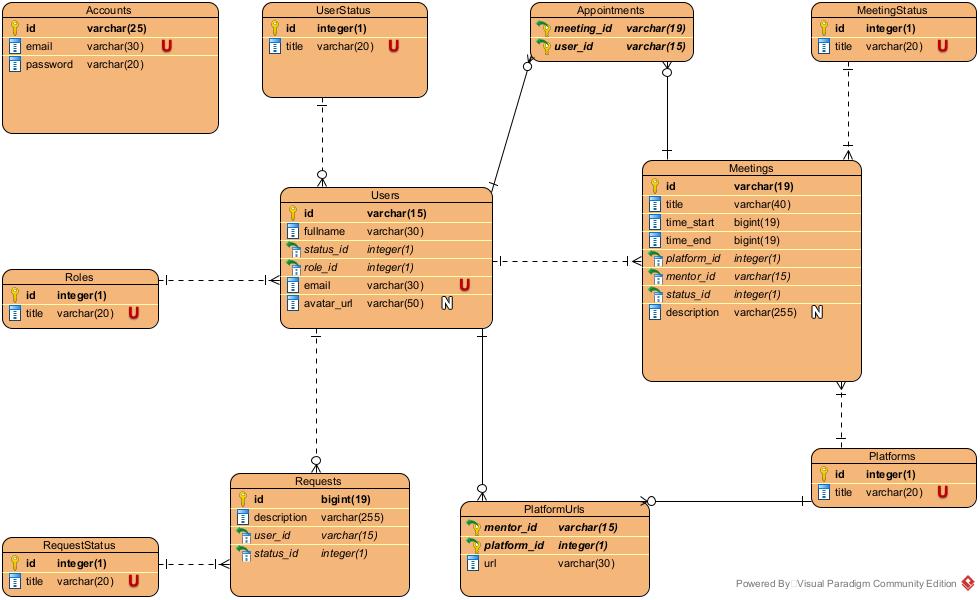 Accounts
id varchar(25)
email varchar(30) U
password varchar(20)
UserStatus
id integer(1)
title varchar(20) U
Appointments
meeting_id varchar(19)
user_id varchar(15)
MeetingStatus
id integer(1)
title varchar(20) U
Users
id varchar(15)
fullname varchar(30)
status_id integer(1)
role_id integer(1)
email varchar(30) U
avatar_url varchar(50) N
Meetings
id varchar(19)
title varchar(40)
time_start bigint(19)
time_end bigint(19)
platform_id integer(1)
mentor_id varchar(15)
status_id integer(1)
description varchar(255) N
Roles
id integer(1)
title varchar(20) U
Requests
id bigint(19)
description varchar(255)
user_id varchar(15)
status_id integer(1)
PlatformUrls
mentor_id varchar(15)
platform_id integer(1)
url varchar(30)
Platforms
id integer(1)
title varchar(20) U
RequestStatus
id integer(1)
title varchar(20) U
Powered By Visual Paradigm Community Edition